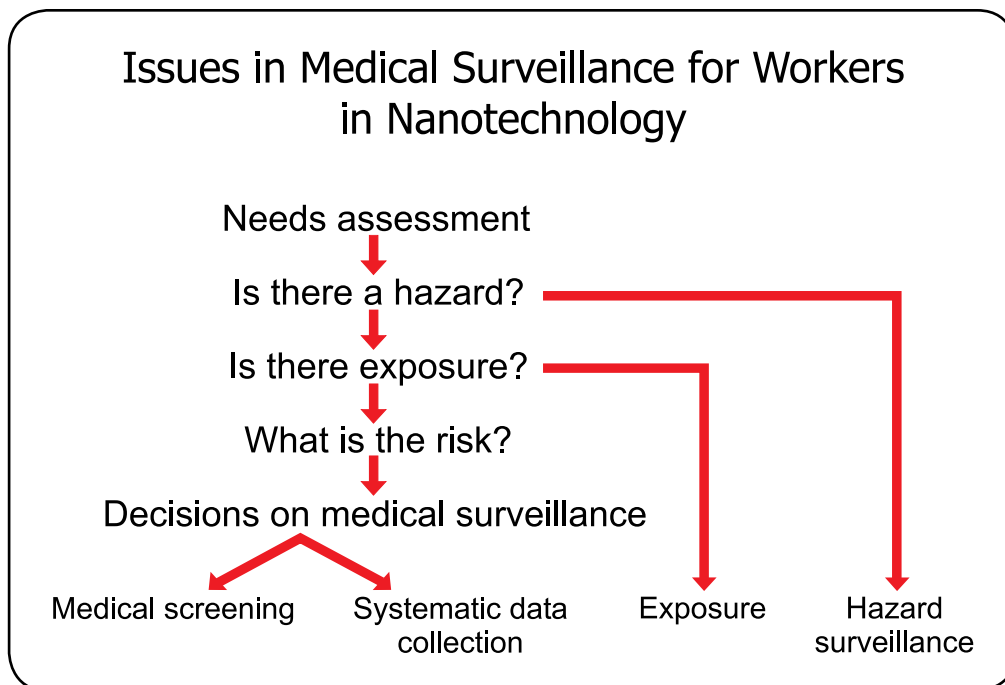 Issues in Medical Surveillance for Workers
in Nanotechnology
Needs assessment
Is there a hazard?
Is there exposure?
What is the risk?
Decisions on medical surveillance
Medical screening
Systematic data
collection
Exposure
Hazard
surveillance